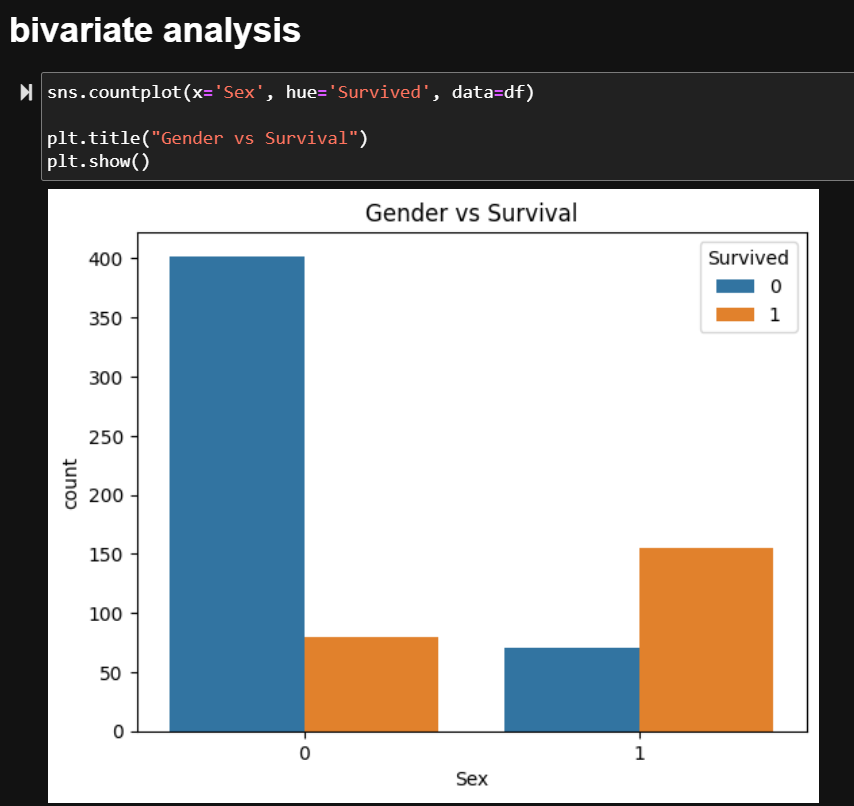 bivariate analysis
sns.countplot(x='Sex', hue='Survived', data=df)
plt.title("Gender vs Survival")
plt.show()
Gender vs Survival
Survived
0
1
400
350
300
250
200
150
100
50
0
count
0 1
Sex